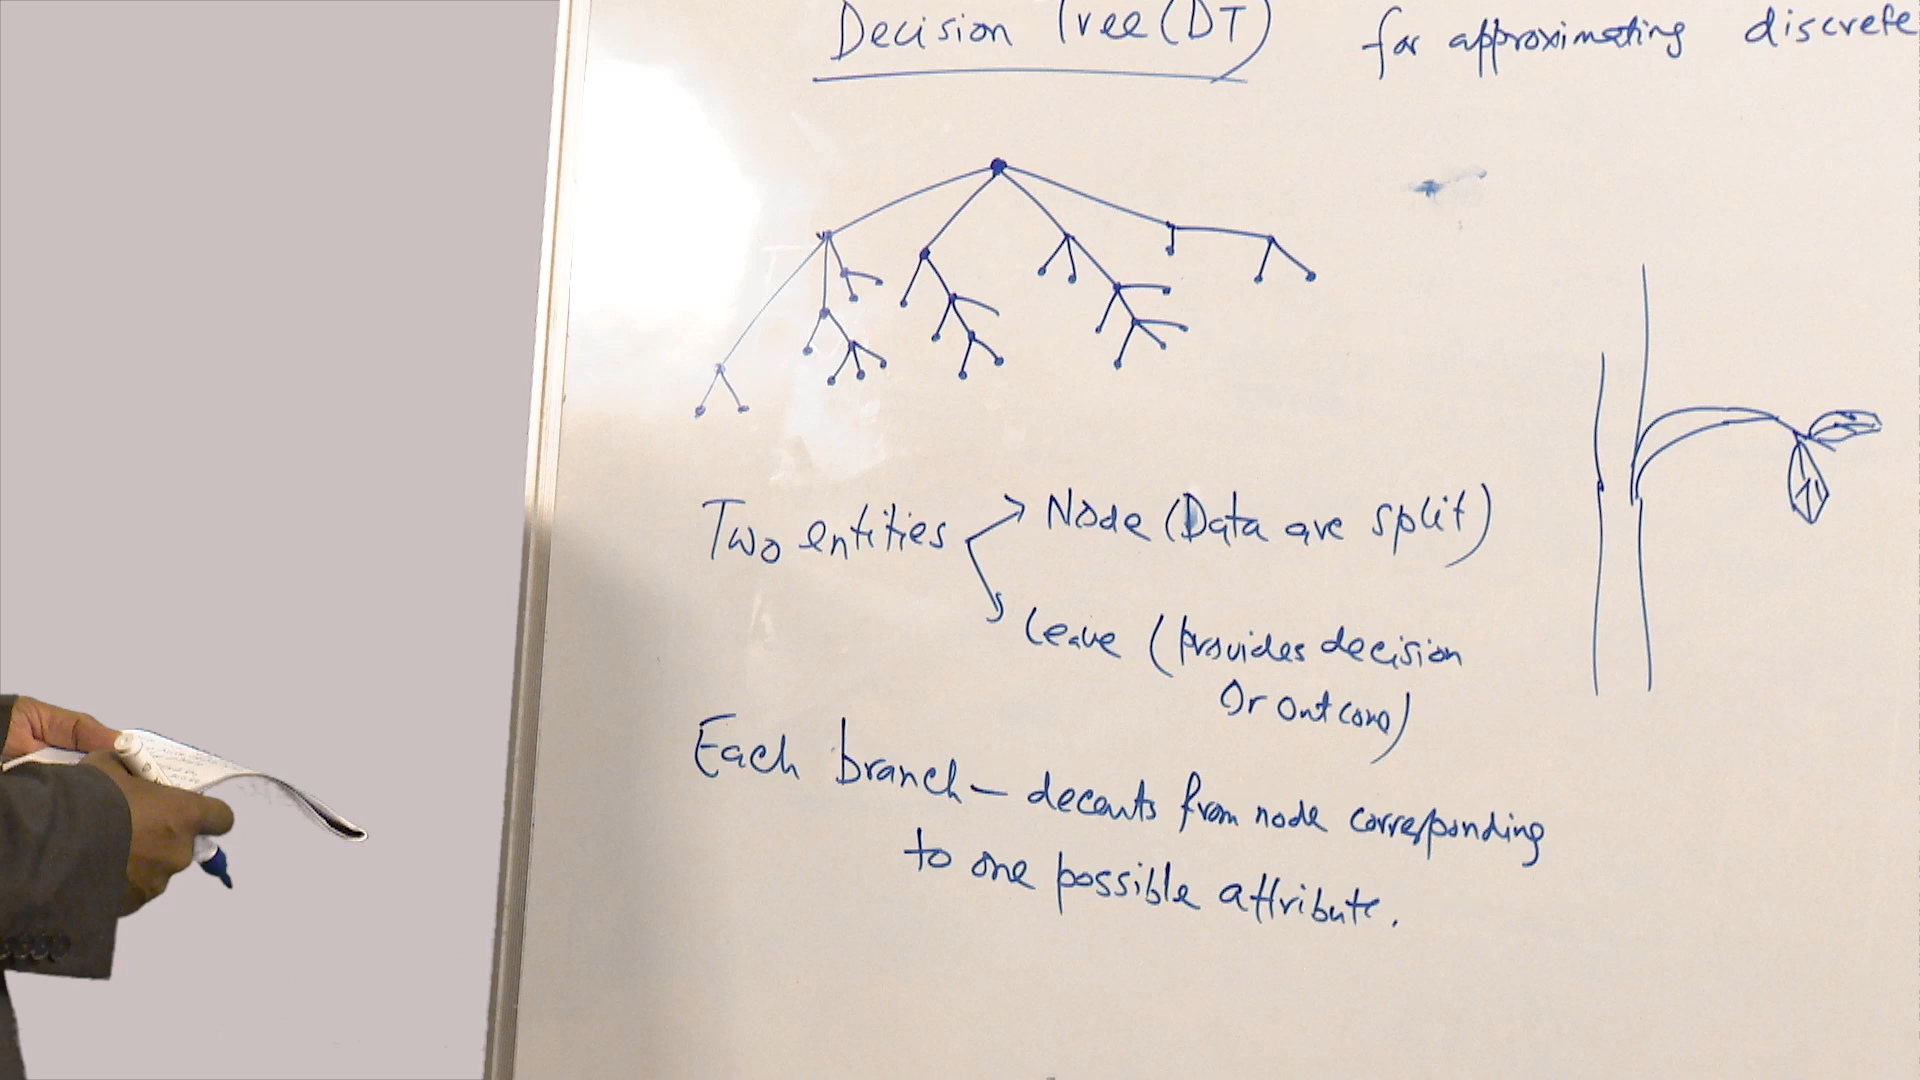 Decision Tree (DT) for approximating discrete
Two entities
Node (Data are split)
Leave (provides decision
or outcome)
Each branch – decents from node corresponding
to one possible attribute.